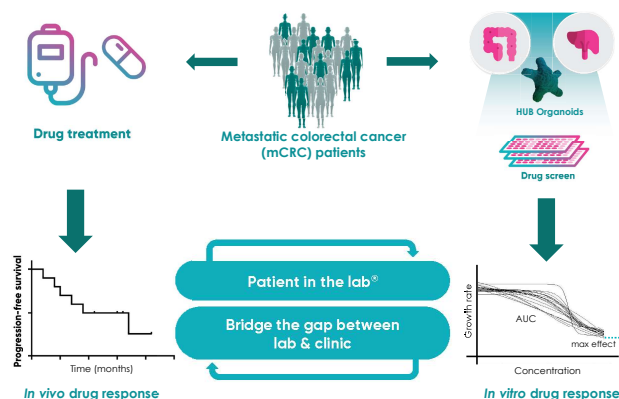 Drug treatment
Metastatic colorectal cancer
(mCRC) patients
HUB Organoids
Drug screen
Progression-free survival
Time (months)
In vivo drug response
Patient in the lab®
Bridge the gap between
lab & clinic
Growth rate
AUC
max effect
Concentration
In vitro drug response